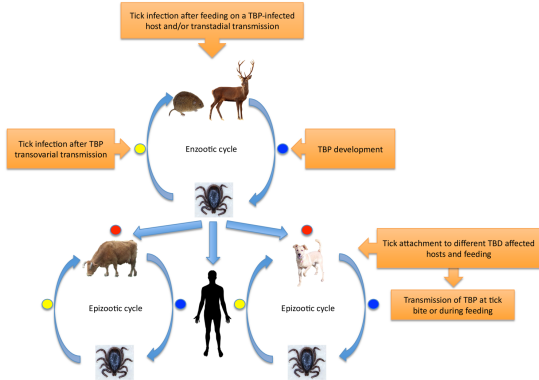 Tick infection after feeding on a TBP-infected
host and/or transtadial transmission
Tick infection after TBP
transovarial transmission
Enzootic cycle
TBP development
Tick attachment to different TBD affected
hosts and feeding
Epizootic cycle
Epizootic cycle
Transmission of TBP at tick
bite or during feeding